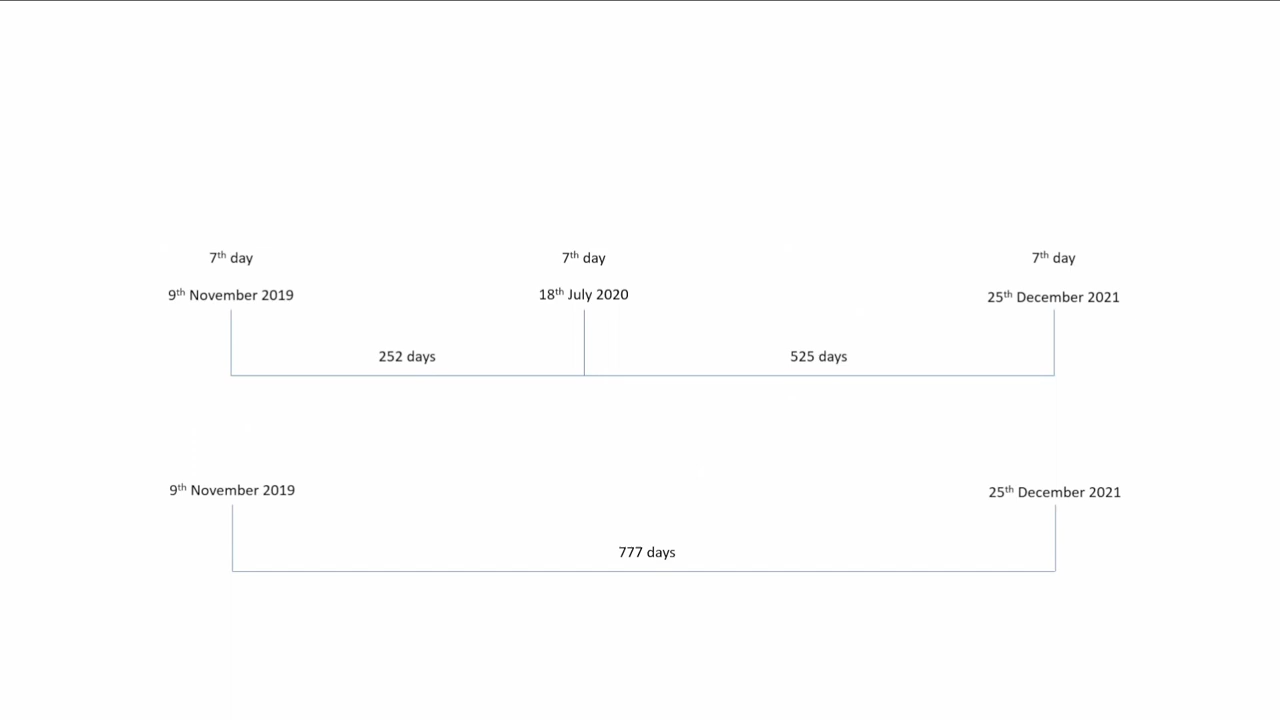 7th day 7th day 7th day
9th November 2019 18th July 2020 25th December 2021
252 days 525 days
9th November 2019 25th December 2021
777 days